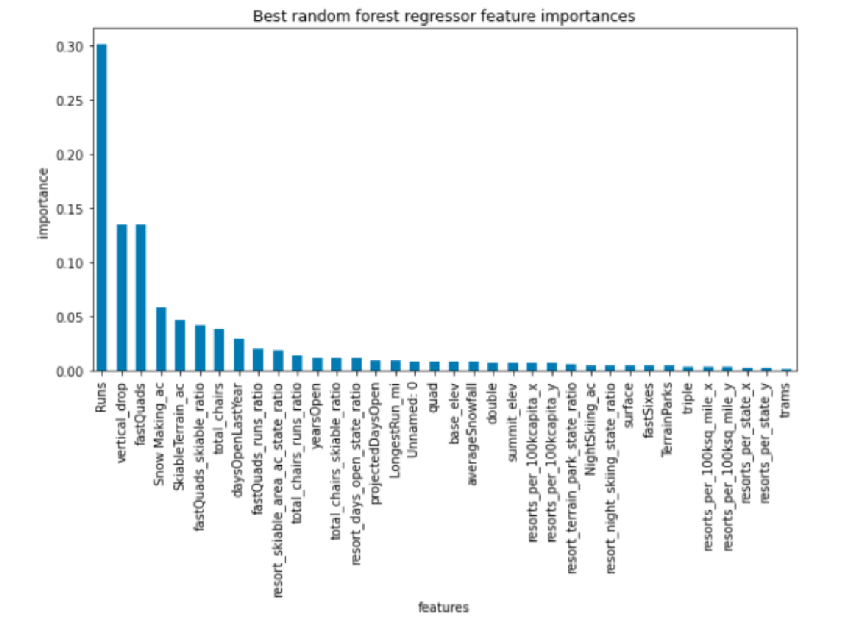 Best random forest regressor feature importances
importance
0.30
0.25
0.20
0.15
0.10
0.05
0.00
Runs
vertical_drop
fastQuads
Snow Making_ac
SkiableTerrain_ac
fastQuads_skiable_ratio
total_chairs
daysOpenLastYear
fastQuads_runs_ratio
resort_skiable_area_ac_state_ratio
total_chairs_runs_ratio
yearsOpen
total_chairs_skiable_ratio
resort_days_open_state_ratio
projectedDaysOpen
LongestRun_mi
Unnamed: 0
quad
base_elev
averageSnowfall
double
summit_elev
resorts_per_100kcapita_x
resorts_per_100kcapita_y
resort_terrain_park_state_ratio
NightSkiing_ac
resort_night_skiing_state_ratio
surface
fastSixes
TerrainParks
triple
resorts_per_100ksq_mile_x
resorts_per_100ksq_mile_y
resorts_per_state_x
resorts_per_state_y
trams
features